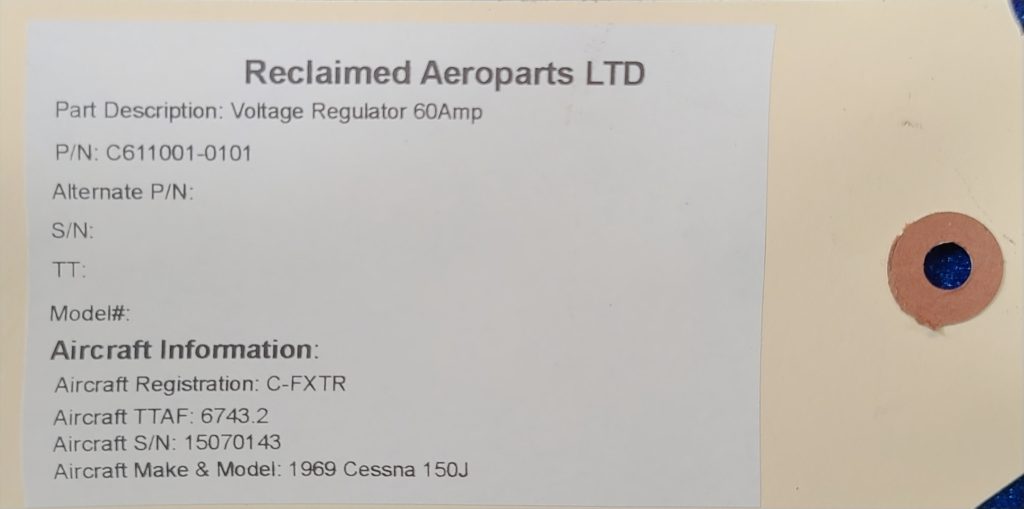 Reclaimed Aeroparts LTD
Part Description: Voltage Regulator 60Amp
P/N: C611001-0101
Alternate P/N:
S/N:
TT:
Model#:
Aircraft Information:
Aircraft Registration: C-FXTR
Aircraft TTAF: 6743.2
Aircraft S/N: 15070143
Aircraft Make & Model: 1969 Cessna 150J